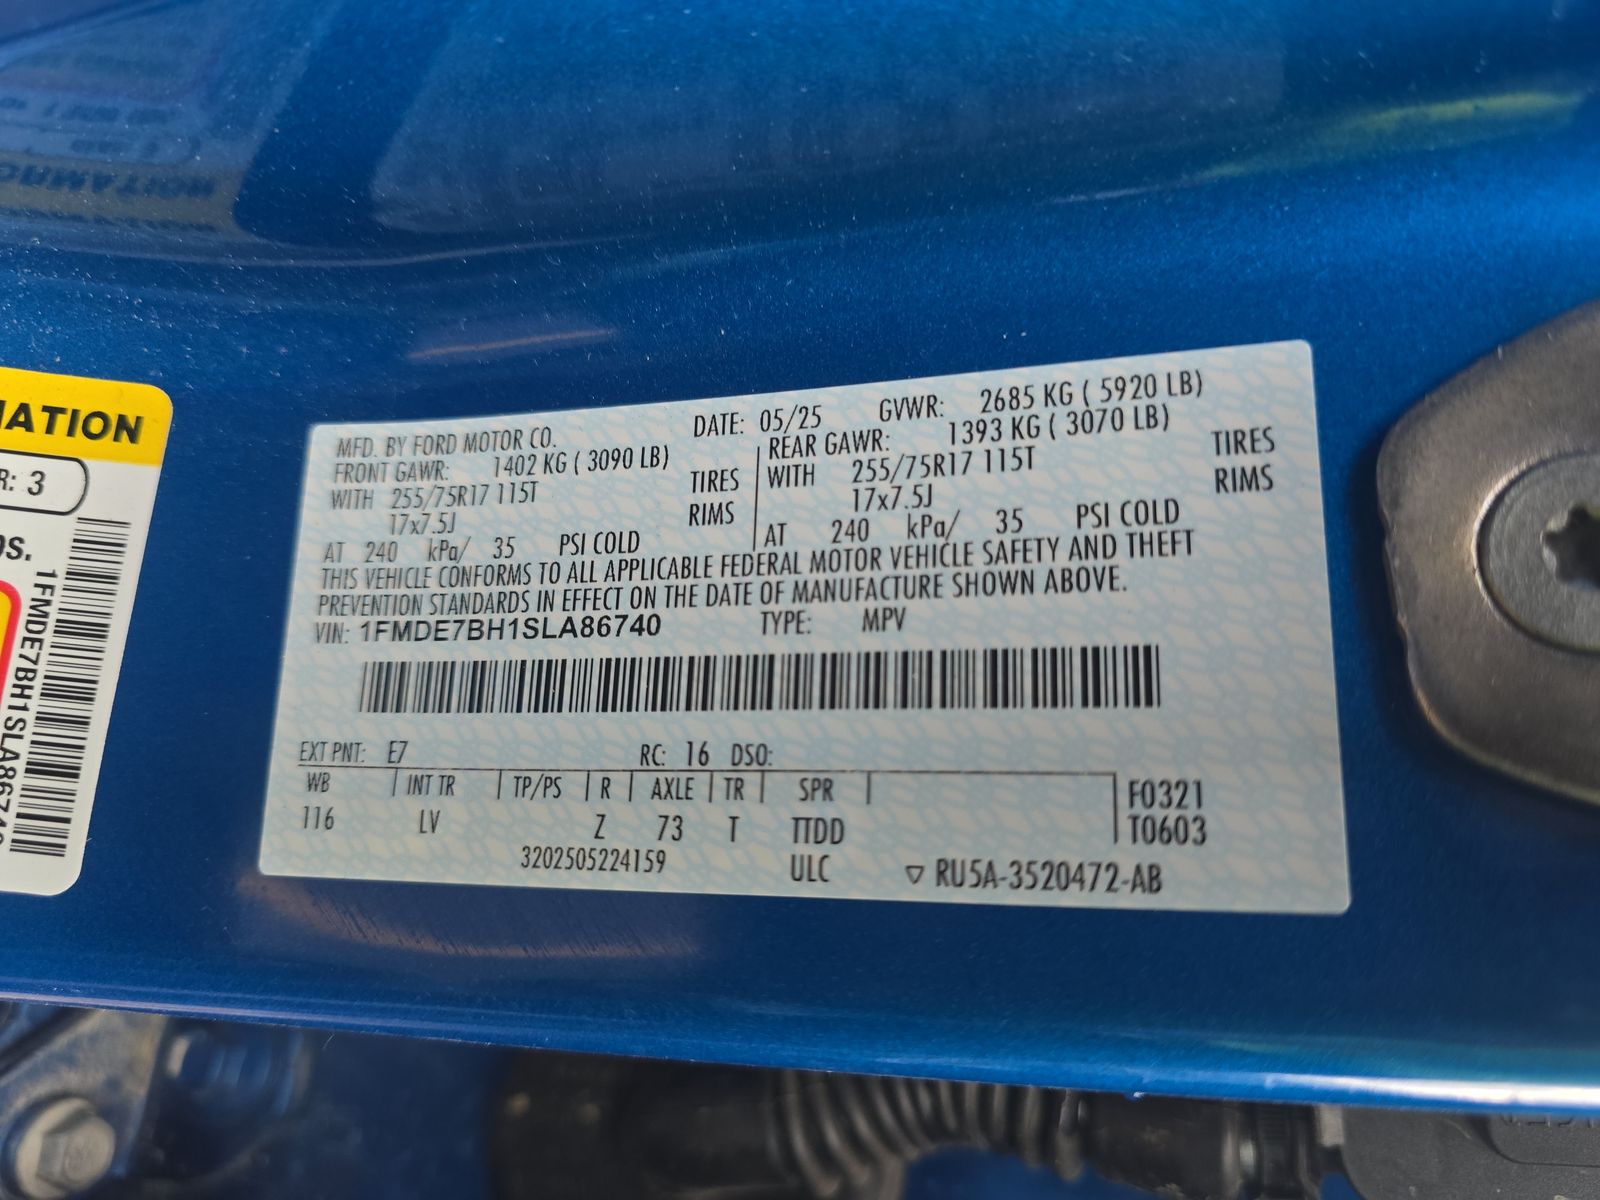 MATION
R: 3
OS.
1FMDE7BH1SLA86740
MFD. BY FORD MOTOR CO. DATE: 05/25 GVWR: 2685 KG ( 5920 LB)
FRONT GAWR: 1402 KG ( 3090 LB) REAR GAWR: 1393 KG ( 3070 LB)
WITH 255/75R17 115T TIRES WITH 255/75R17 115T TIRES
17x7.5J RIMS 17x7.5J RIMS
AT 240 kPa/ 35 PSI COLD AT 240 kPa/ 35 PSI COLD
THIS VEHICLE CONFORMS TO ALL APPLICABLE FEDERAL MOTOR VEHICLE SAFETY AND THEFT
PREVENTION STANDARDS IN EFFECT ON THE DATE OF MANUFACTURE SHOWN ABOVE.
VIN: 1FMDE7BH1SLA86740 TYPE: MPV
EXT PNT: E7 RC: 16 DSO:
WB INT TR TP/PS R AXLE TR SPR F0321
116 LV Z 73 T TTDD T0603
3202505224159 ULC RU5A-3520472-AB